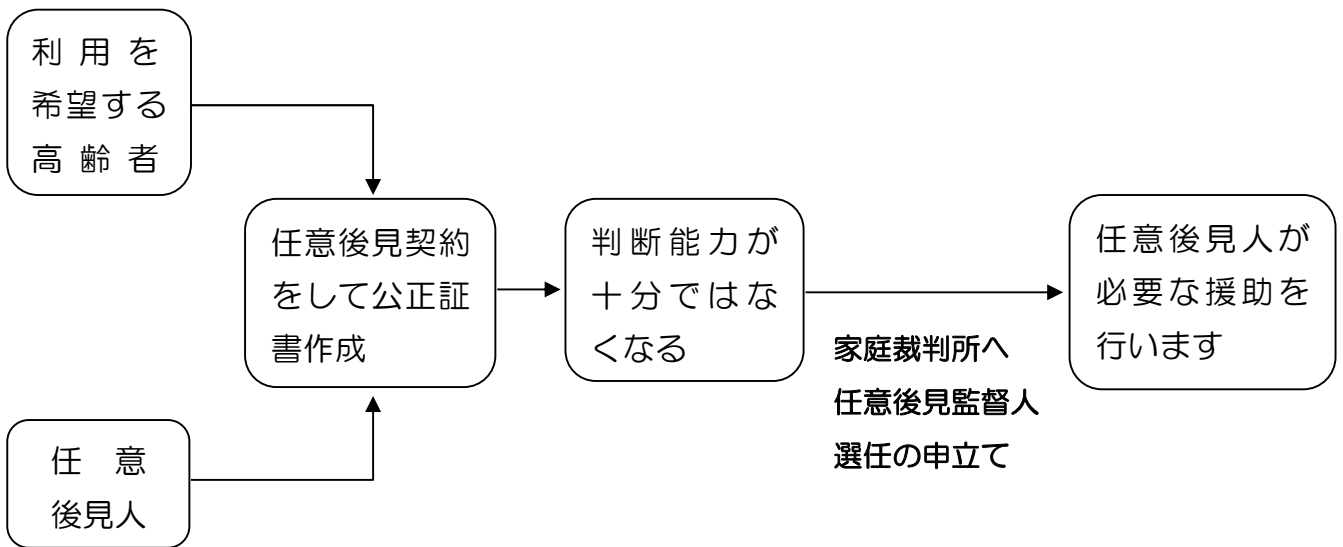 利用を
希望する
高齢者
任意後見契約
をして公正証
書作成
判断能力が
十分ではな
くなる
任意後見人が
必要な援助を
行います
家庭裁判所へ
任意後見監督人
選任の申立て
任意
後見人